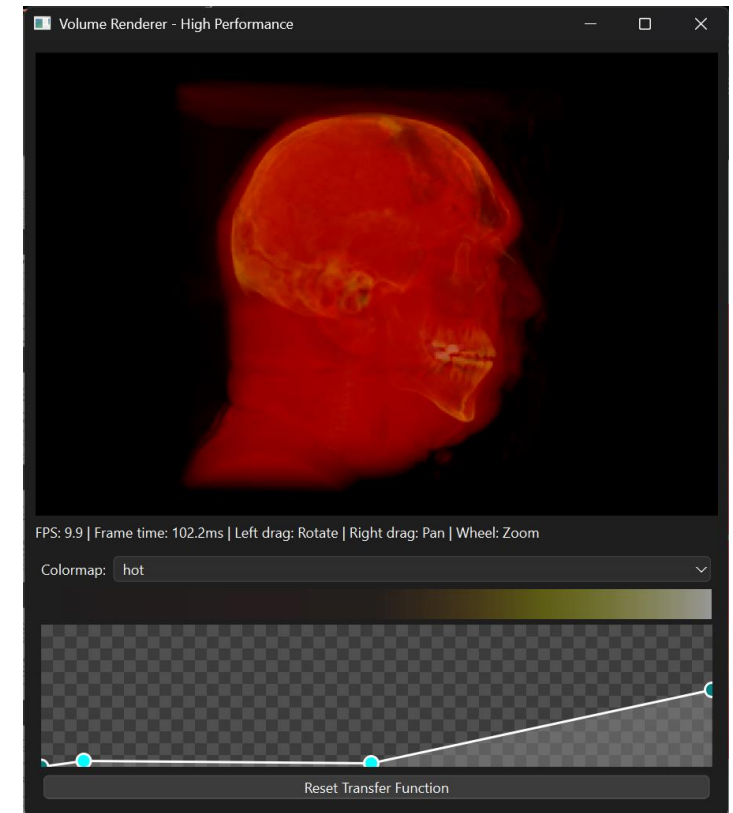 Volume Renderer - High Performance
FPS: 9.9 | Frame time: 102.2ms | Left drag: Rotate | Right drag: Pan | Wheel: Zoom
Colormap: hot
Reset Transfer Function